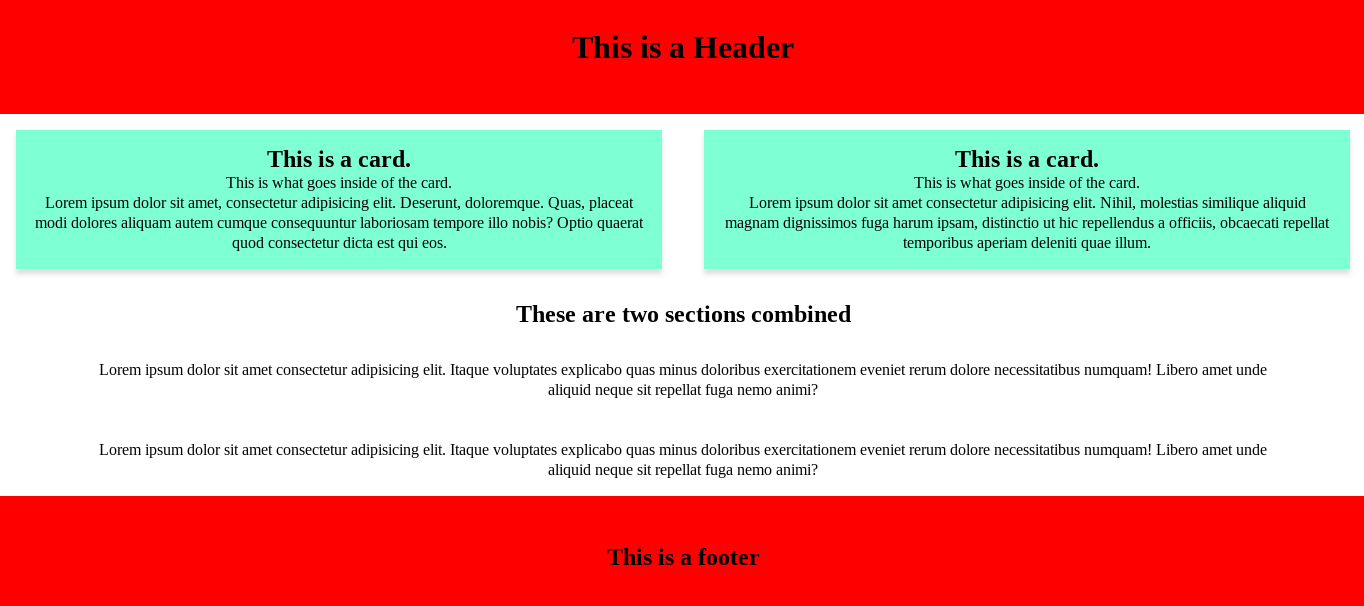 This is a Header
This is a card.
This is what goes inside of the card.
Lorem ipsum dolor sit amet, consectetur adipisicing elit. Deserunt, doloremque. Quas, placeat
modi dolores aliquam autem cumque consequuntur laboriosam tempore illo nobis? Optio quaerat
quod consectetur dicta est qui eos.
This is a card.
This is what goes inside of the card.
Lorem ipsum dolor sit amet consectetur adipisicing elit. Nihil, molestias similique aliquid
magnam dignissimos fuga harum ipsam, distinctio ut hic repellendus a officiis, obcaecati repellat
temporibus aperiam deleniti quae illum.
These are two sections combined
Lorem ipsum dolor sit amet consectetur adipisicing elit. Itaque voluptates explicabo quas minus doloribus exercitationem eveniet rerum dolore necessitatibus numquam! Libero amet unde
aliquid neque sit repellat fuga nemo animi?
Lorem ipsum dolor sit amet consectetur adipisicing elit. Itaque voluptates explicabo quas minus doloribus exercitationem eveniet rerum dolore necessitatibus numquam! Libero amet unde
aliquid neque sit repellat fuga nemo animi?
This is a footer